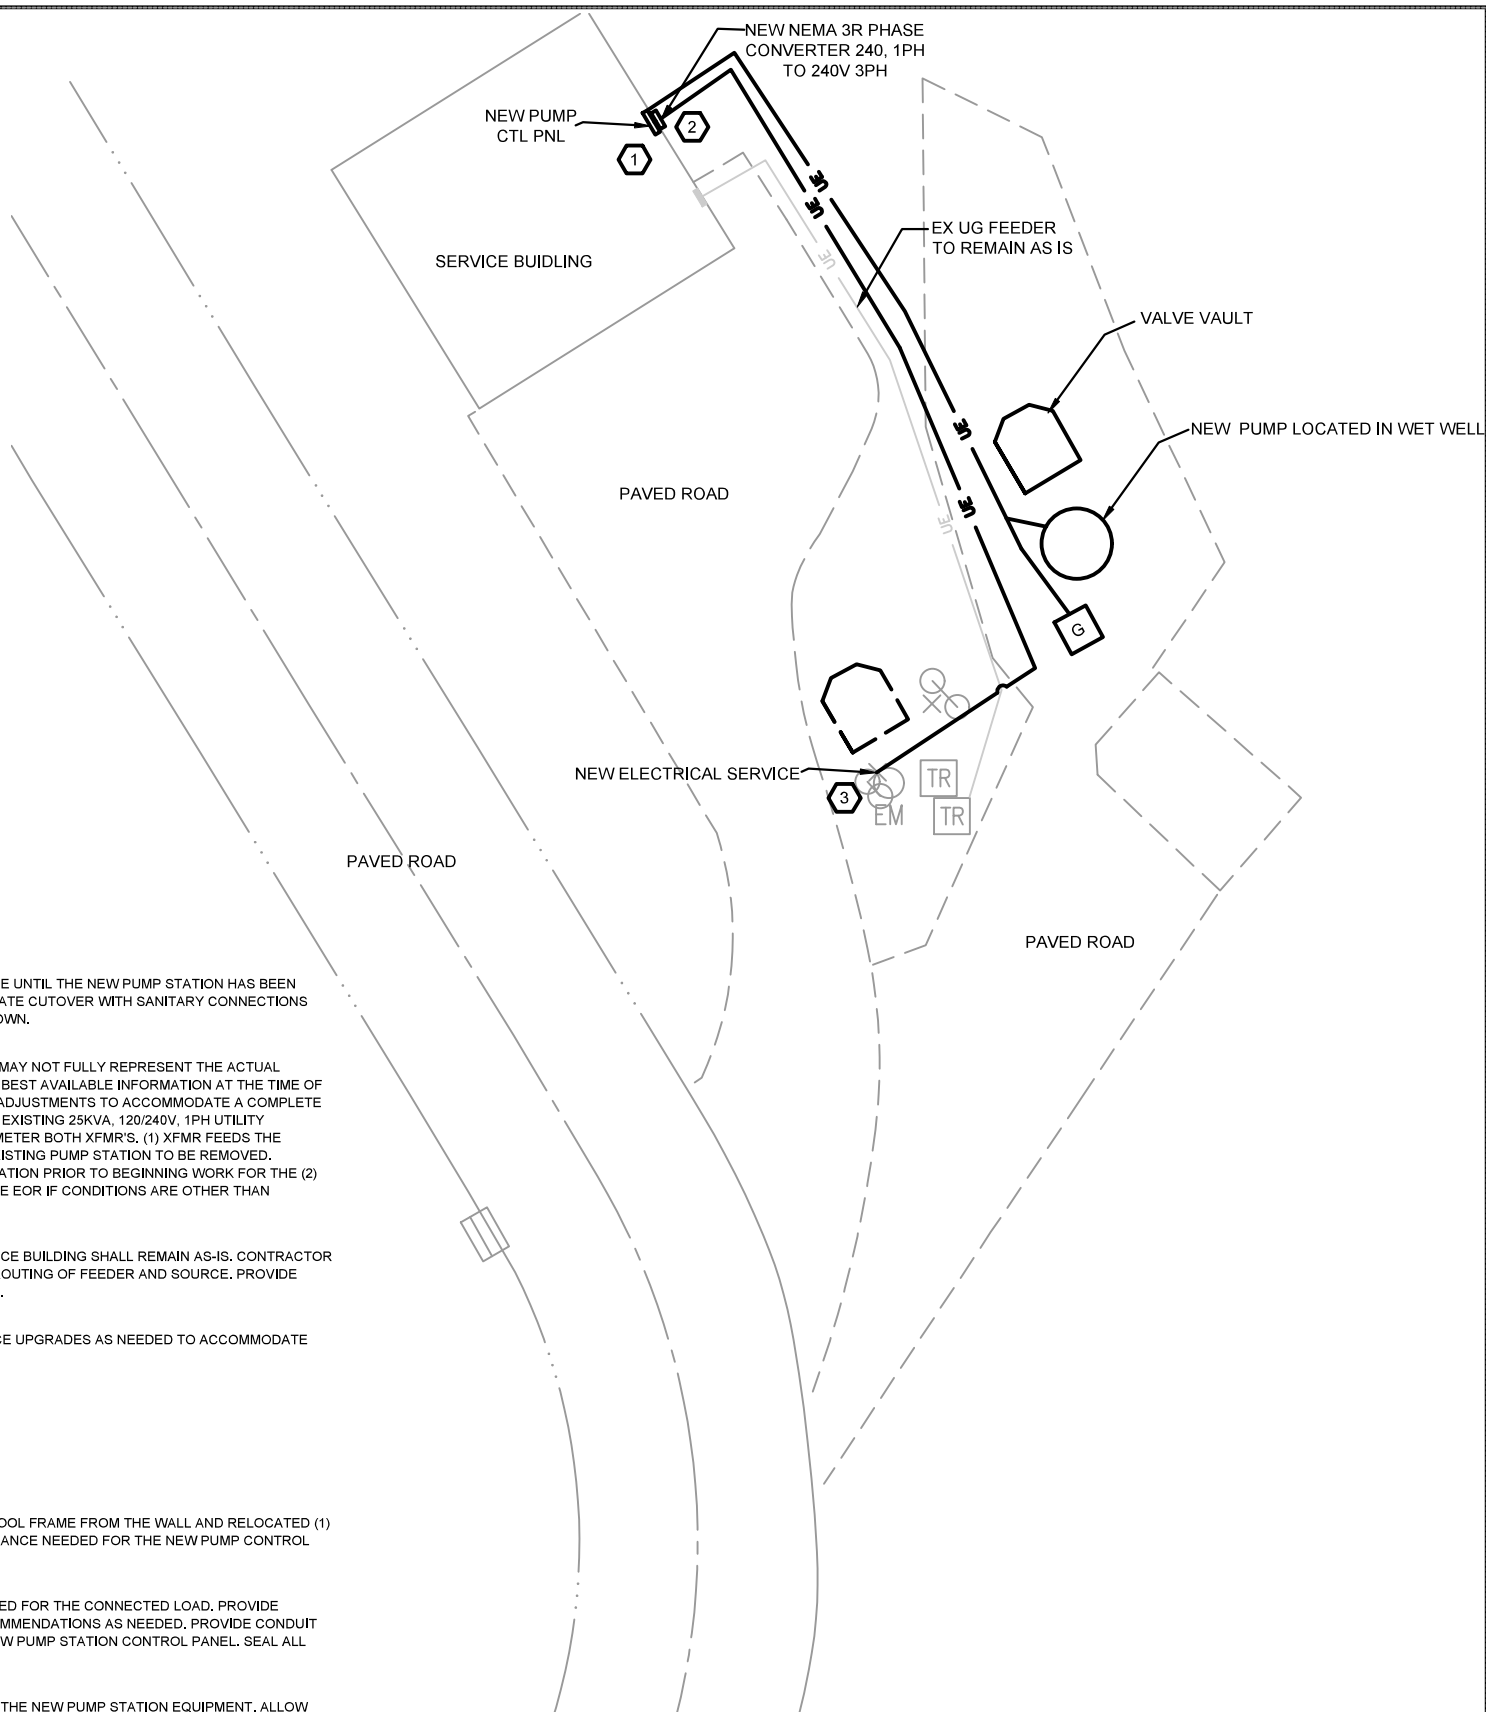 NEW NEMA 3R PHASE
CONVERTER 240, 1PH
TO 240V 3PH
NEW PUMP
CTL PNL
2
1
UE
UE
EX UG FEEDER
TO REMAIN AS IS
UE
SERVICE BUIDLING
VALVE VAULT
UE
NEW PUMP LOCATED IN WET WELL
PAVED ROAD
UE
UE
G
NEW ELECTRICAL SERVICE
TR
3
EM
TR
PAVED ROAD
PAVED ROAD
E UNTIL THE NEW PUMP STATION HAS BEEN
ATE CUTOVER WITH SANITARY CONNECTIONS
OWN.
MAY NOT FULLY REPRESENT THE ACTUAL
BEST AVAILABLE INFORMATION AT THE TIME OF
ADJUSTMENTS TO ACCOMMODATE A COMPLETE
EXISTING 25KVA, 120/240V, 1PH UTILITY
METER BOTH XFMR'S. (1) XFMR FEEDS THE
ISTING PUMP STATION TO BE REMOVED.
ATION PRIOR TO BEGINNING WORK FOR THE (2)
E EOR IF CONDITIONS ARE OTHER THAN
CE BUILDING SHALL REMAIN AS-IS. CONTRACTOR
OUTING OF FEEDER AND SOURCE. PROVIDE
.
CE UPGRADES AS NEEDED TO ACCOMMODATE
OOL FRAME FROM THE WALL AND RELOCATED (1)
ANCE NEEDED FOR THE NEW PUMP CONTROL
ED FOR THE CONNECTED LOAD. PROVIDE
MMENDATIONS AS NEEDED. PROVIDE CONDUIT
W PUMP STATION CONTROL PANEL. SEAL ALL
THE NEW PUMP STATION EQUIPMENT. ALLOW